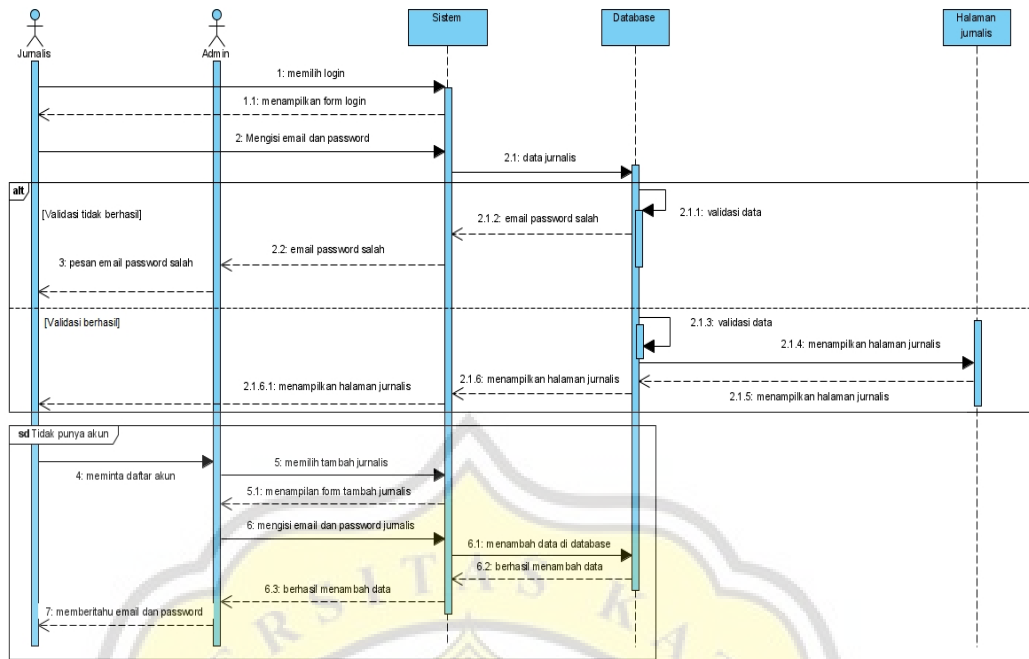 Sistem
Database
Halaman
jurnalis
Jurnalis
Admin
1: memilih login
1.1: menampilkan form login
2: Mengisi email dan password
2.1: data jurnalis
alt
[Validasi tidak berhasil]
2.1.1: validasi data
2.1.2: email password salah
2.2: email password salah
3: pesan email password salah
[Validasi berhasil]
2.1.3: validasi data
2.1.4: menampilkan halaman jurnalis
2.1.6: menampilkan halaman jurnalis
2.1.6.1: menampilkan halaman jurnalis
2.1.5: menampilkan halaman jurnalis
sd Tidak punya akun
4: meminta daftar akun
5: memilih tambah jurnalis
5.1: menampilan form tambah jurnalis
6: mengisi email dan password jurnalis
6.1: menambah data di database
6.2: berhasil menambah data
6.3: berhasil menambah data
7: memberitahu email dan password
ERSITAS KA